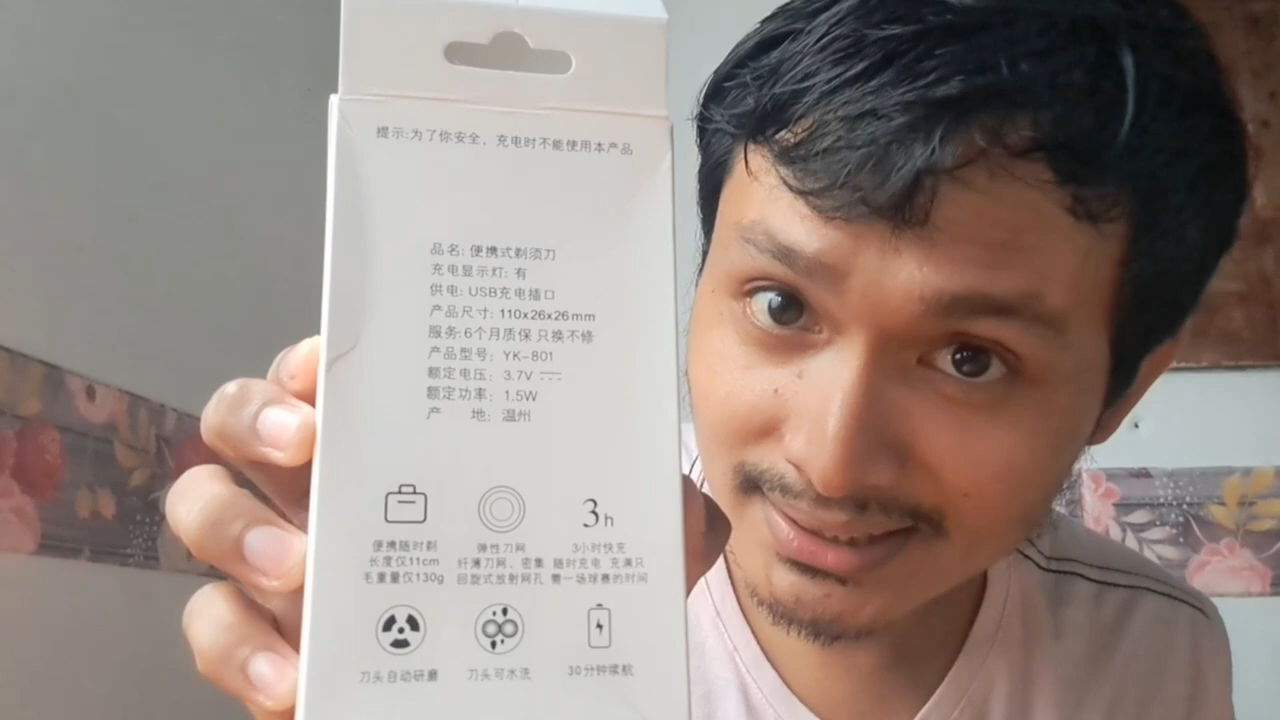 提示:为了你安全，充电时不能使用本产品
品名: 便携式剃须刀
充电显示灯: 有
供电: USB充电插口
产品尺寸: 110x26x26mm
服务:6个月质保 只换不修
产品型号: YK-801
额定电压: 3.7V ⎓
额定功率: 1.5W
产 地: 温州
便携随时剃
长度仅11cm
毛重量仅130g
弹性刀网
纤薄刀网、密集
回旋式放射网孔
3h
3小时快充
随时充电 充满只
需一场球赛的时间
刀头自动研磨
刀头可水洗
30分钟续航